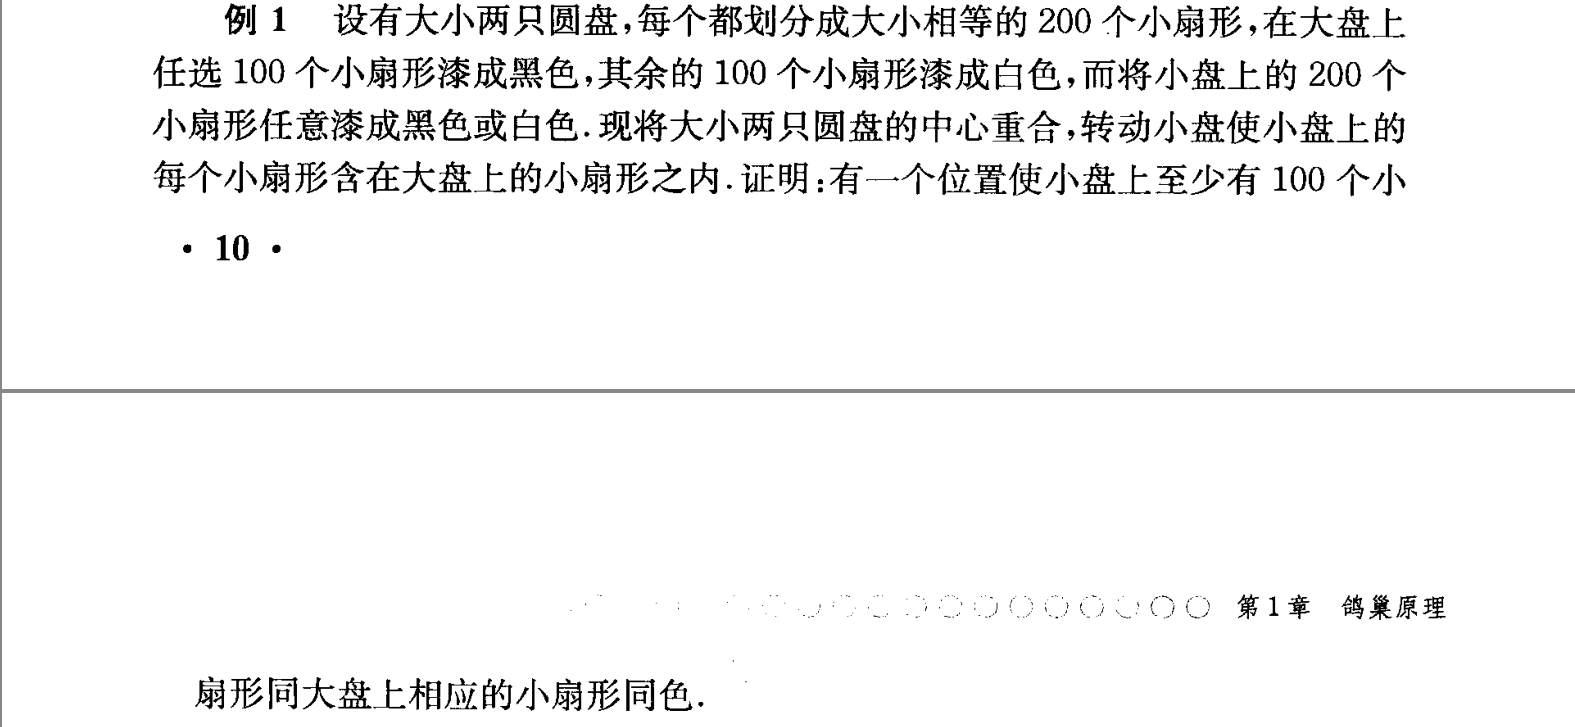 例 1 设有大小两只圆盘,每个都划分成大小相等的 200 个小扇形,在大盘上
任选 100 个小扇形漆成黑色,其余的 100 个小扇形漆成白色,而将小盘上的 200 个
小扇形任意漆成黑色或白色.现将大小两只圆盘的中心重合,转动小盘使小盘上的
每个小扇形含在大盘上的小扇形之内.证明:有一个位置使小盘上至少有 100 个小
· 10 ·
第 1 章 鸽巢原理
扇形同大盘上相应的小扇形同色.